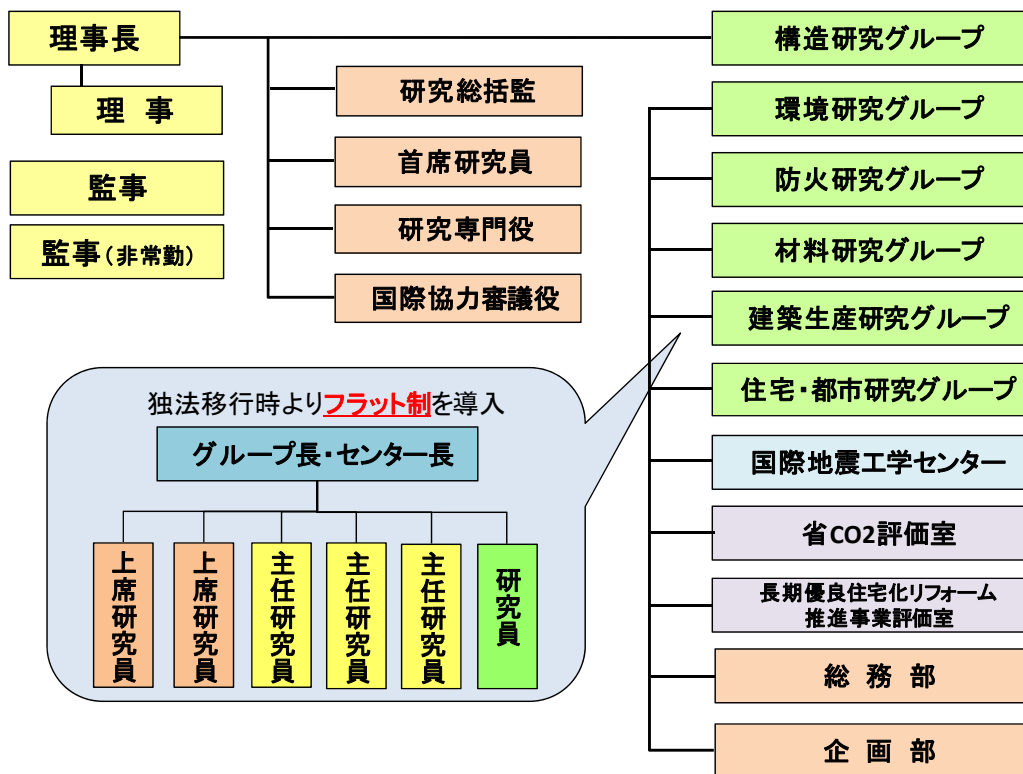 理事長
理 事
監事
監事(非常勤)
研究総括監
首席研究員
研究専門役
国際協力審議役
構造研究グループ
環境研究グループ
防火研究グループ
材料研究グループ
建築生産研究グループ
住宅・都市研究グループ
国際地震工学センター
省CO2評価室
長期優良住宅化リフォーム
推進事業評価室
総 務 部
企 画 部
独法移行時よりフラット制を導入
グループ長・センター長
上席研究員
上席研究員
主任研究員
主任研究員
主任研究員
研究員